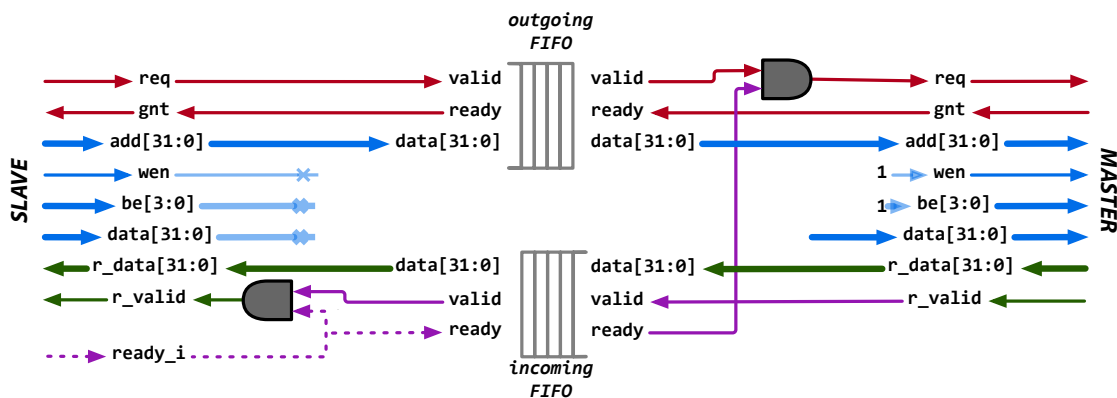 outgoing
FIFO
req valid valid req
gnt ready ready gnt
add[31:0] data[31:0] data[31:0] add[31:0]
wen 1 wen
be[3:0] 1 be[3:0]
data[31:0] data[31:0]
SLAVE
MASTER
r_data[31:0] data[31:0] data[31:0] r_data[31:0]
r_valid valid valid r_valid
ready ready
ready_i
incoming
FIFO